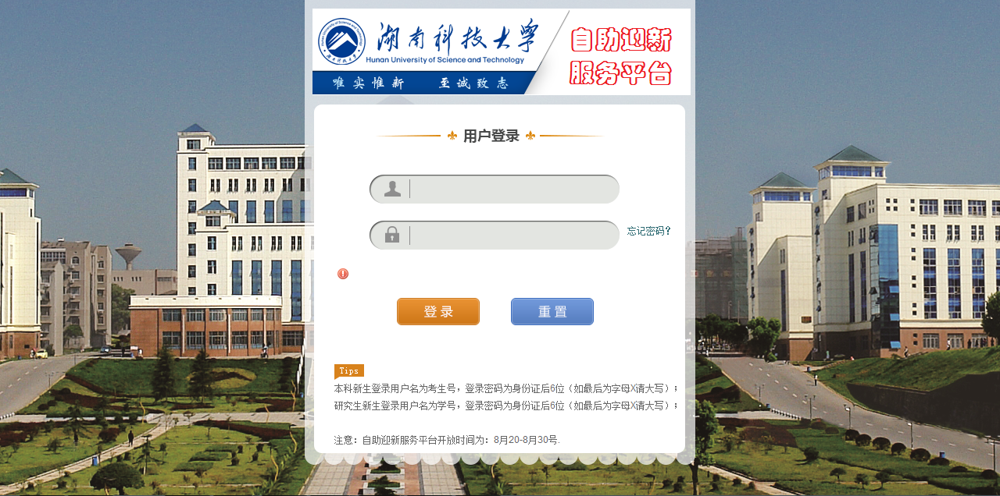 湖南科技大学
Hunan University of Science and Technology
唯实惟新 至诚致志
自助迎新
服务平台
用户登录
忘记密码?
登 录
重 置
Tips
本科新生登录用户名为考生号，登录密码为身份证后6位（如最后为字母X请大写）；
研究生新生登录用户名为学号，登录密码为身份证后6位（如最后为字母X请大写）；
注意：自助迎新服务平台开放时间为：8月20-8月30号.